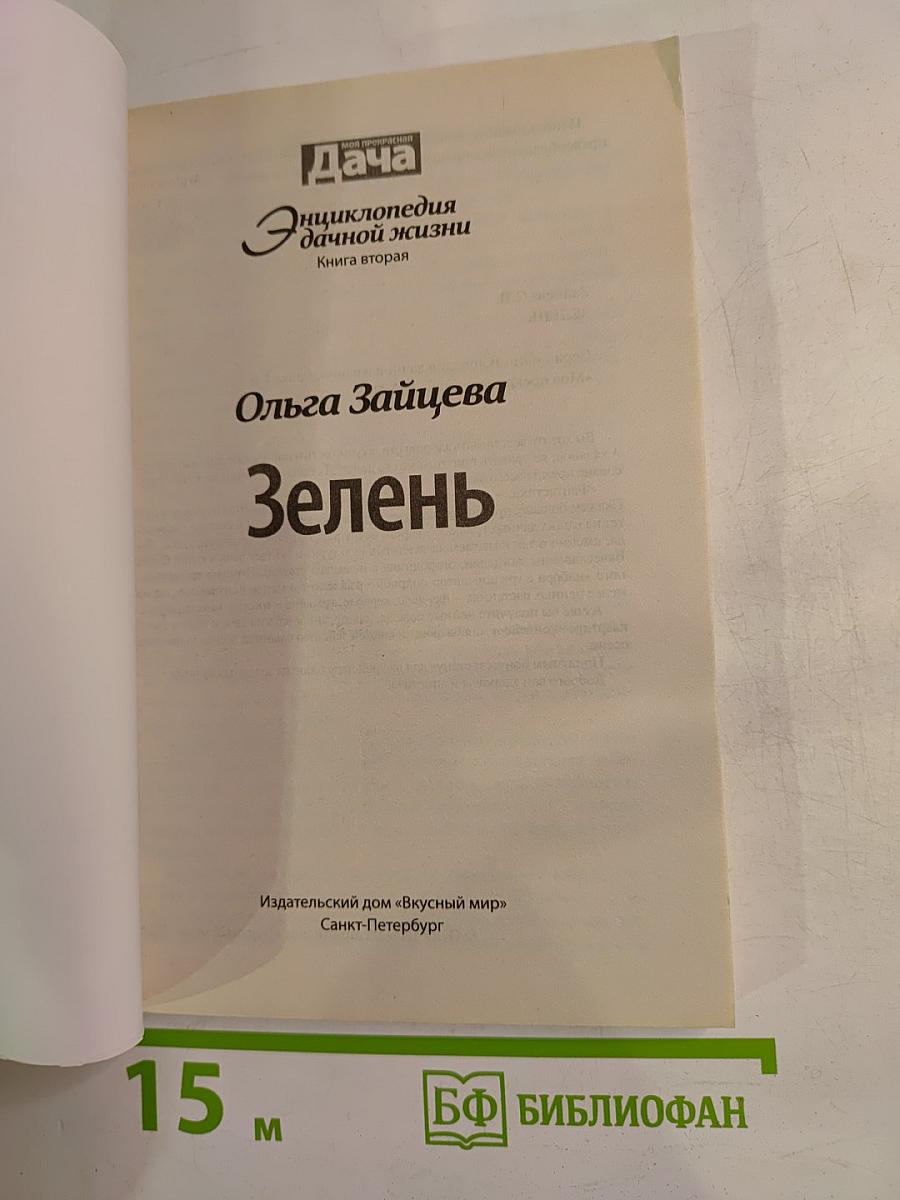 моя прекрасная
Дача
Энциклопедия
дачной жизни
Книга вторая
Ольга Зайцева
Зелень
Издательский дом «Вкусный мир»
Санкт-Петербург
15 м
БФ БИБЛИОФАН